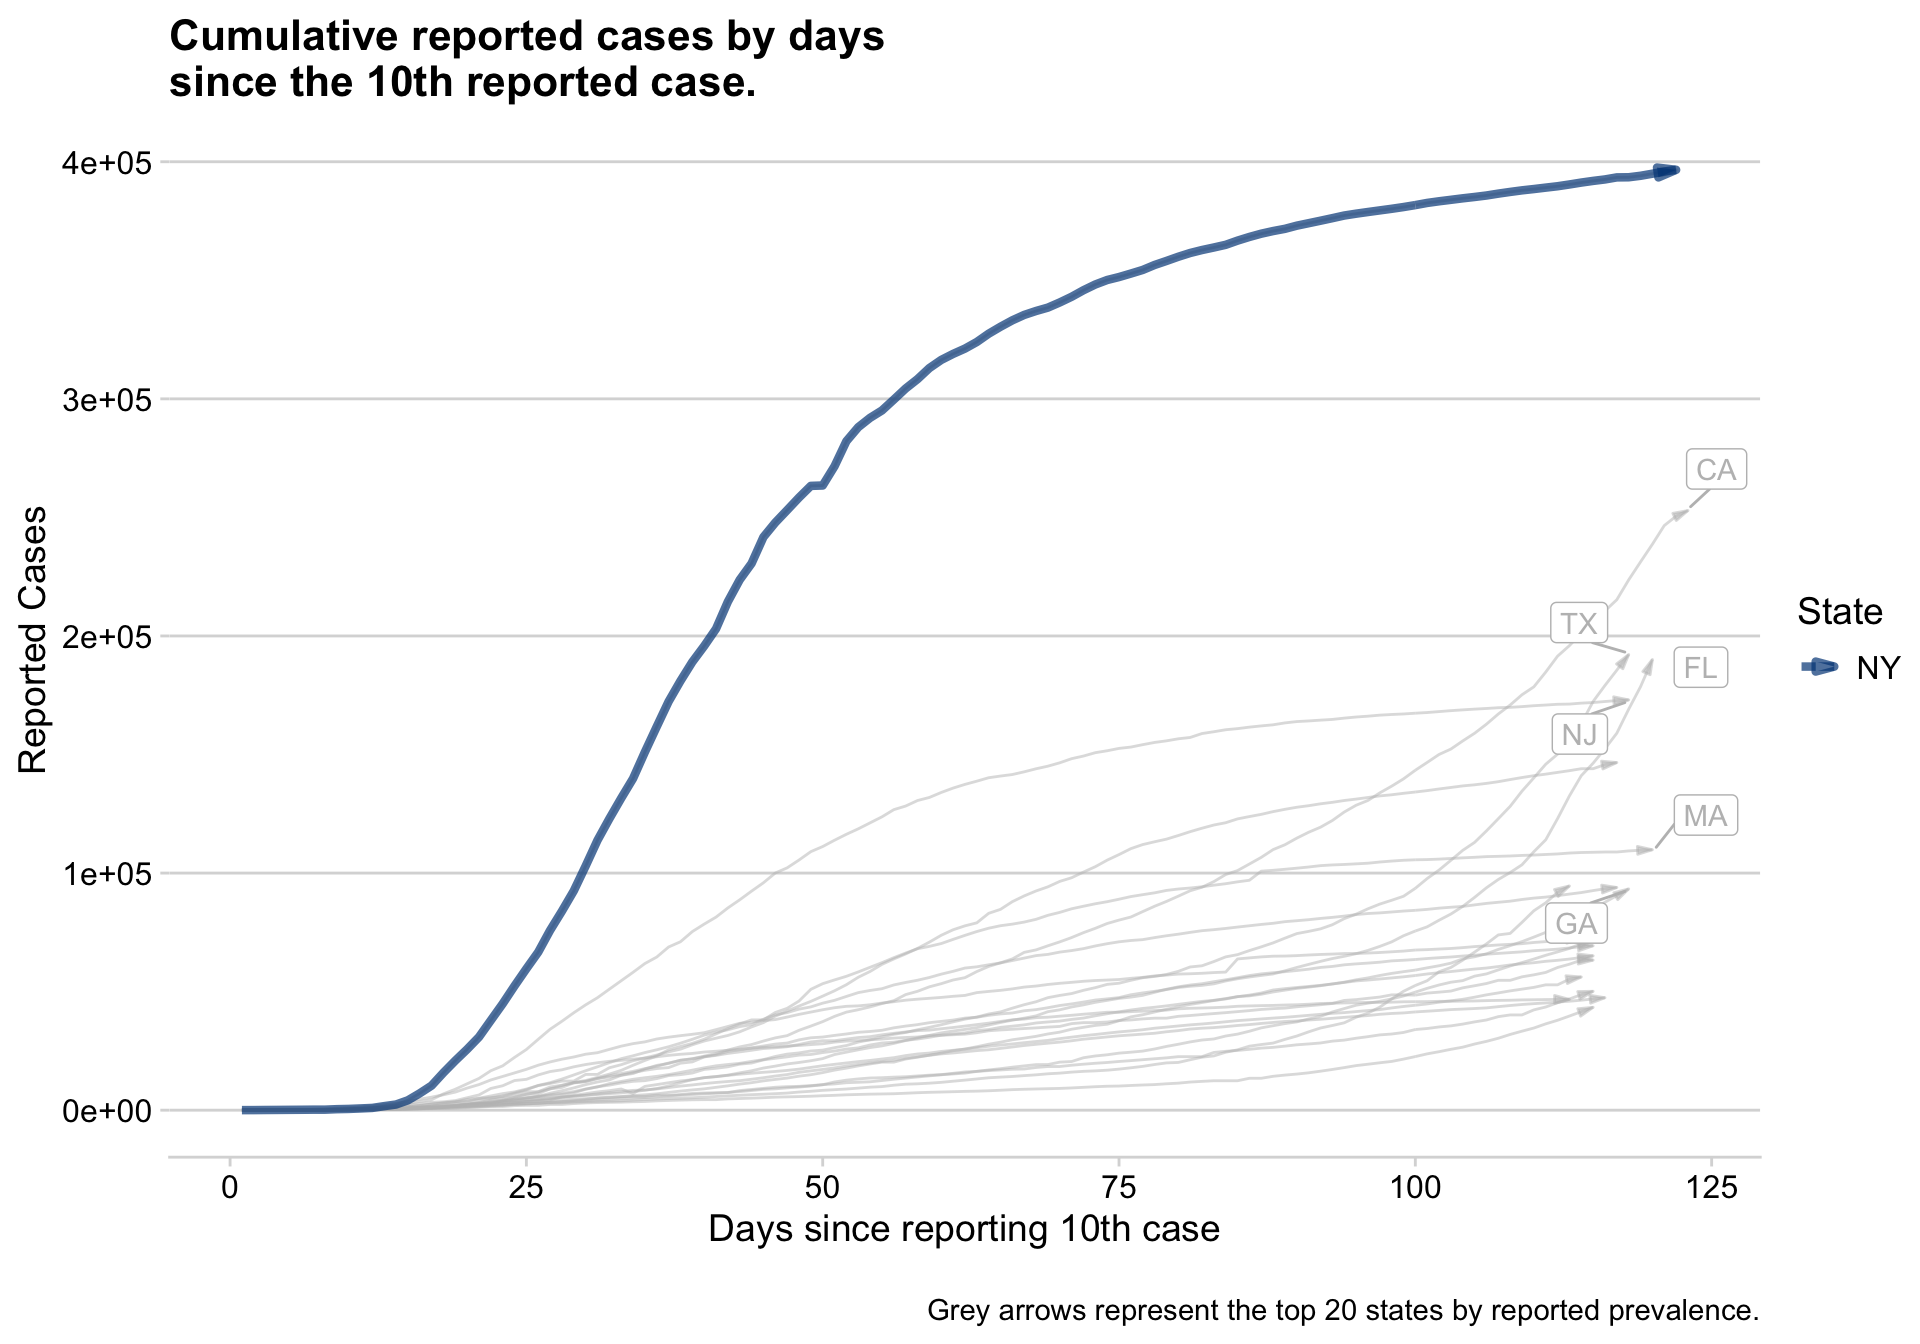 Cumulative reported cases by days
since the 10th reported case.
4e+05
3e+05
2e+05
1e+05
0e+00
Reported Cases
CA
TX
FL
NJ
MA
GA
State
NY
0 25 50 75 100 125
Days since reporting 10th case
Grey arrows represent the top 20 states by reported prevalence.